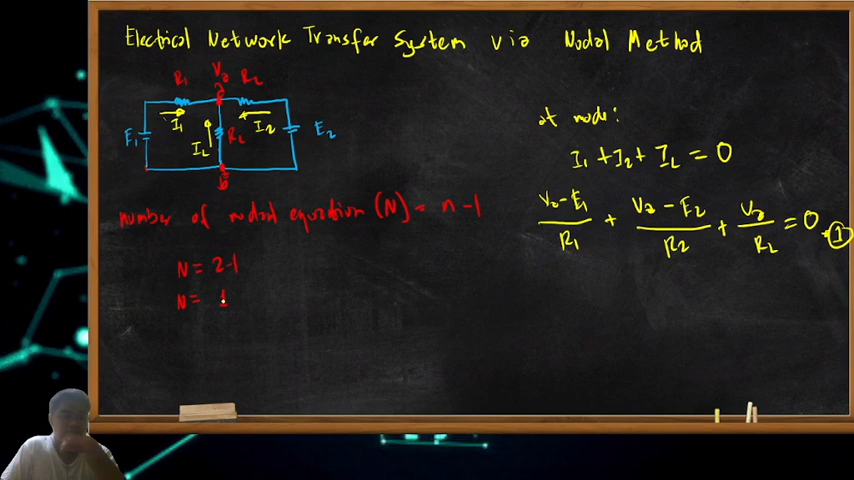 Electrical Network Transfer System via Nodal Method
R1 Va R2
a
E1 I1 IL RL I2 E2
b
number of nodal equation (N) = n-1
N = 2-1
N = 1
at node:
I1 + I2 + IL = 0
Va-E1/R1 + Va-E2/R2 + Va/RL = 0 ①